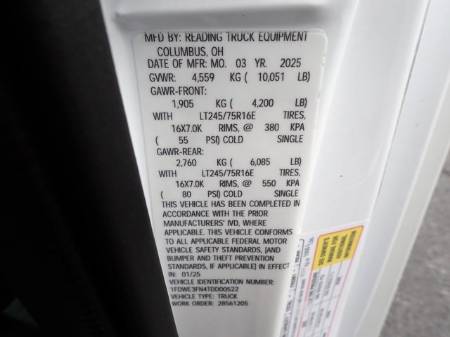 MFD BY: READING TRUCK EQUIPMENT
COLUMBUS, OH
DATE OF MFR: MO. 03 YR. 2025
GVWR: 4,559 KG ( 10,051 LB)
GAWR-FRONT:
1,905 KG ( 4,200 LB)
WITH LT245/75R16E TIRES,
16X7.0K RIMS, @ 380 KPA
( 55 PSI) COLD SINGLE
GAWR-REAR:
2,760 KG ( 6,085 LB)
WITH LT245/75R16E TIRES,
16X7.0K RIMS, @ 550 KPA
( 80 PSI) COLD SINGLE
THIS VEHICLE HAS BEEN COMPLETED IN
ACCORDANCE WITH THE PRIOR
MANUFACTURERS' IVD, WHERE
APPLICABLE. THIS VEHICLE CONFORMS
TO ALL APPLICABLE FEDERAL MOTOR
VEHICLE SAFETY STANDARDS, [AND
BUMPER AND THEFT PREVENTION
STANDARDS, IF APPLICABLE] IN EFFECT
IN 01/25
VEHICLE IDENTIFICATION NUMBER:
1FDWE3FN4TDD00522
VEHICLE TYPE: TRUCK
WORK ORDER: 28561205